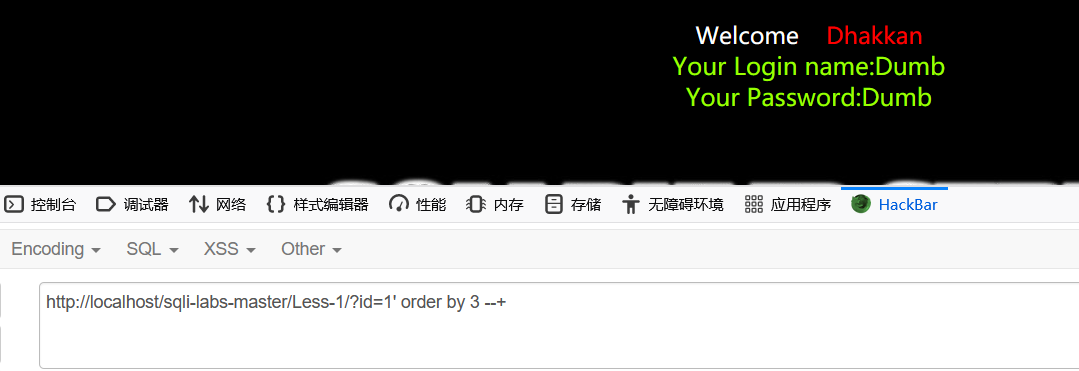 Welcome Dhakkan
Your Login name:Dumb
Your Password:Dumb
控制台 调试器 网络 样式编辑器 性能 内存 存储 无障碍环境 应用程序 HackBar
Encoding SQL XSS Other
http://localhost/sqli-labs-master/Less-1/?id=1' order by 3 --+